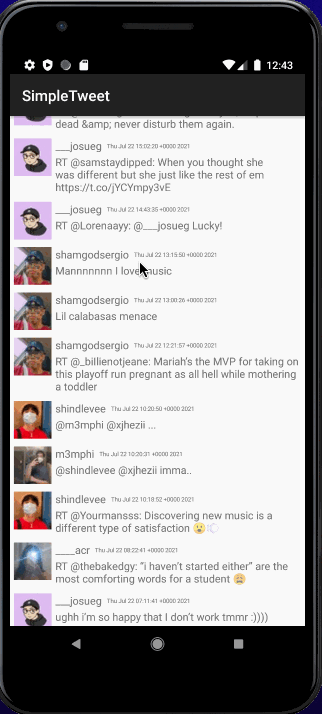 12:43
SimpleTweet
dead &amp; never disturb them again.
___josueg Thu Jul 22 15:02:20 +0000 2021
RT @samstaydipped: When you thought she
was different but she just like the rest of em
https://t.co/jYCYmpy3vE
___josueg Thu Jul 22 14:43:35 +0000 2021
RT @Lorenaayy: @___josueg Lucky!
shamgodsergio Thu Jul 22 13:15:50 +0000 2021
Mannnnnnn I love music
shamgodsergio Thu Jul 22 13:00:26 +0000 2021
Lil calabasas menace
shamgodsergio Thu Jul 22 12:21:57 +0000 2021
RT @_billienotjeane: Mariah's the MVP for taking on
this playoff run pregnant as all hell while mothering
a toddler
shindlevee Thu Jul 22 10:20:50 +0000 2021
@m3mphi @xjhezii ...
m3mphi Thu Jul 22 10:20:31 +0000 2021
@shindlevee @xjhezii imma..
shindlevee Thu Jul 22 10:18:52 +0000 2021
RT @Yourmansss: Discovering new music is a
different type of satisfaction 😮‍💨
____acr Thu Jul 22 08:22:41 +0000 2021
RT @thebakedgy: “i haven't started either” are the
most comforting words for a student 😩
___josueg Thu Jul 22 07:11:41 +0000 2021
ughh i'm so happy that I don't work tmmr :))))